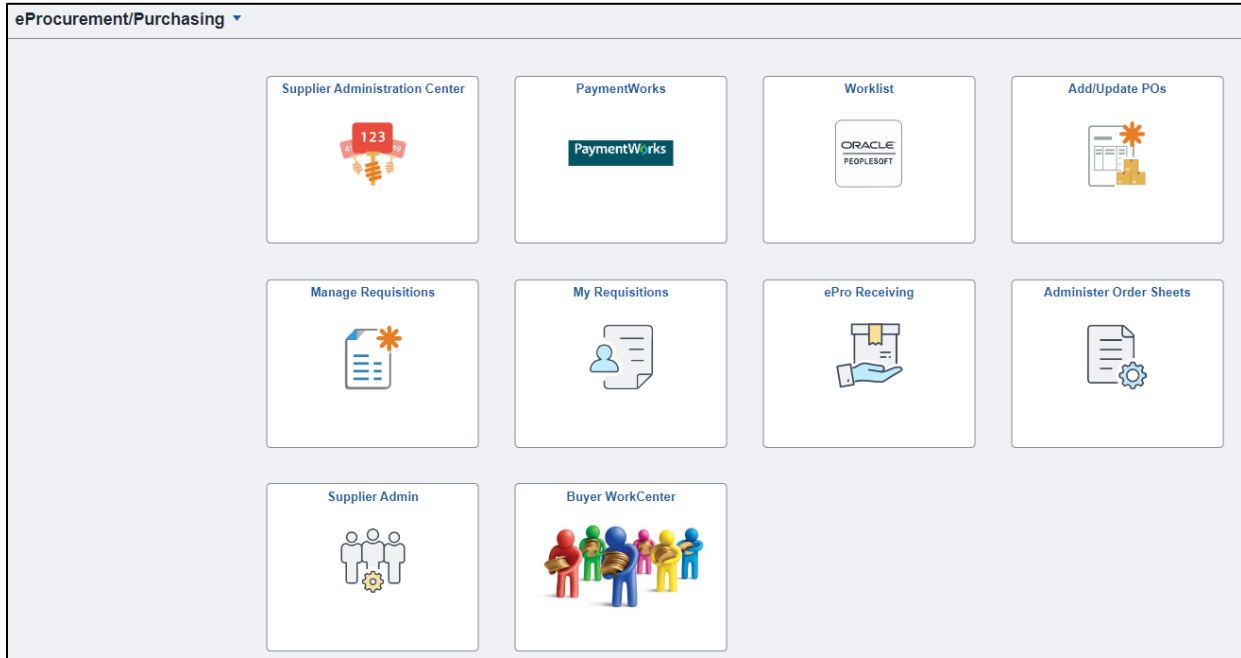 eProcurement/Purchasing
Supplier Administration Center
PaymentWorks
Worklist
Add/Update POs
123
PaymentWorks
ORACLE
PEOPLESOFT
Manage Requisitions
My Requisitions
ePro Receiving
Administer Order Sheets
Supplier Admin
Buyer WorkCenter